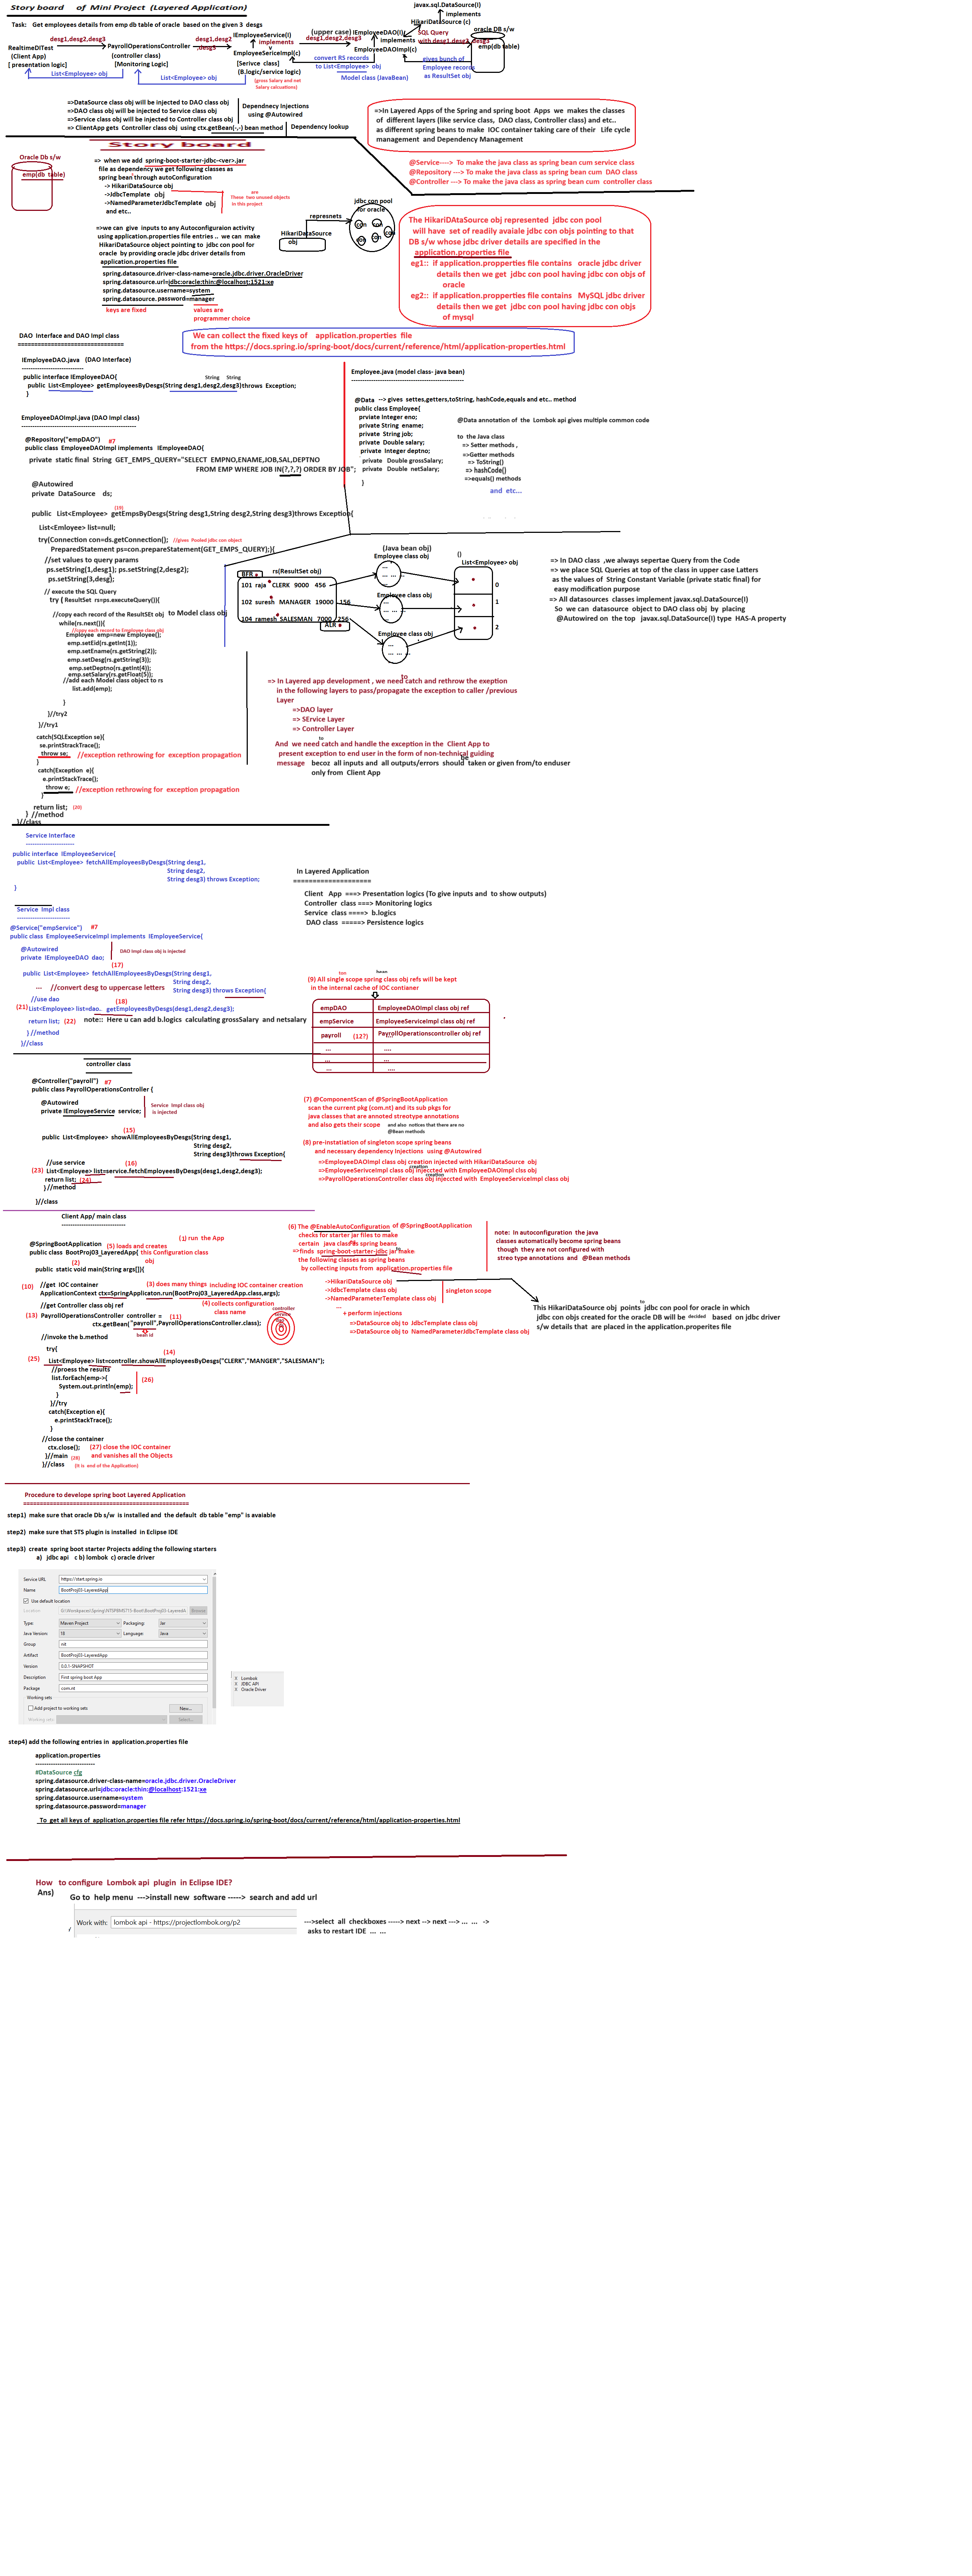 Story board of Mini Project (Layered Application)
Task: Get employees details from emp db table of oracle based on the given 3 desgs
javax.sql.DataSource(I)
implements
HikariDataSource (c)
oracle DB s/w
emp(db table)
RealtimeDITest
(Client App)
[ presentation logic]
desg1,desg2,desg3
PayrollOperationsController
(controller class)
[Monitoring Logic]
List<Employee> obj
desg1,desg2
,desg3
IEmployeeService(I)
implements
EmployeeServiceImpl(c)
[Serivce class]
(B.logic/service logic)
[gross Salary and net
Salary calsuations]
List<Employee> obj
(upper case)
desg1,desg2,desg3
IEmployeeDAO(I)
implements
EmployeeDAOImpl(c)
convert RS records
to List<Employee> obj
Model class (JavaBean)
SQL Query
with desg1,desg2, desg3
gives bunch of
Employee records
as ResultSet obj
=>DataSource class obj will be injected to DAO class obj
=>DAO class obj will be injected to Service class obj
=>Service class obj will be injected to Controller class obj
=> ClientApp gets Controller class obj using ctx.getBean(-,-) bean method
Dependnecy Injections
using @Autowired
Dependency lookup
=>In Layered Apps of the Spring and spring boot Apps we makes the classes
of different layers (like service class, DAO class, Controller class) and etc..
as different spring beans to make IOC container taking care of their Life cycle
management and Dependency Management
@Service----> To make the java class as spring bean cum service class
@Repository ---> To make the java class as spring bean cum DAO class
@Controller ---> To make the java class as spring bean cum controller class
Story board
Oracle Db s/w
emp(db table)
=> when we add spring-boot-starter-jdbc-<ver>.jar
file as dependency we get following classes as
spring bean through autoConfiguration
-> HikariDataSource obj
->JdbcTemplate obj
->NamedParameterJdbcTemplate obj
and etc..
are
These two unused objects
in this project
=>we can give inputs to any Autoconfiguraion activity
using application.properties file entries .. we can make
HikariDataSource object pointing to jdbc con pool for
oracle by providing oracle jdbc driver details from
application.properties file
spring.datasource.driver-class-name=oracle.jdbc.driver.OracleDriver
spring.datasource.url=jdbc:oracle:thin:@localhost:1521:xe
spring.datasource.username=system
spring.datasource.password=manager
keys are fixed
values are
programmer choice
represnets
HikariDataSource
obj
jdbc con pool
for oracle
con con
con
con con
The HikariDAtaSource obj represented jdbc con pool
will have set of readily avaiale jdbc con objs pointing to that
DB s/w whose jdbc driver details are specified in the
application.properties file
eg1:: if application.propperties file contains oracle jdbc driver
details then we get jdbc con pool having jdbc con objs of
oracle
eg2:: if application.propperties file contains MySQL jdbc driver
details then we get jdbc con pool having jdbc con objs
of mysql
We can collect the fixed keys of application.properties file
from the https://docs.spring.io/spring-boot/docs/current/reference/html/application-properties.html
DAO Interface and DAO Impl class
================================
IEmployeeDAO.java (DAO Interface)
---------------------------
public interface IEmployeeDAO{
String String
public List<Employee> getEmployeesByDesgs(String desg1,desg2,desg3)throws Exception;
}
Employee.java (model class- java bean)
--------------------------------------------------
@Data --> gives settes,getters,toString, hashCode,equals and etc.. method
public class Employee{
prviate Integer eno;
private String ename;
private String job;
private Double salary;
private Integer deptno;
private Double grossSalary;
private Double netSalary;
}
@Data annotation of the Lombok api gives multiple common code
to the Java class
=> Setter methods ,
=>Getter methods
=> ToString()
=> hashCode()
=>equals() methods
and etc...
EmployeeDAOImpl.java (DAO Impl class)
--------------------------------------------------
@Repository("empDAO") #7
public class EmployeeDAOImpl implements IEmployeeDAO{
private static final String GET_EMPS_QUERY="SELECT EMPNO,ENAME,JOB,SAL,DEPTNO
FROM EMP WHERE JOB IN(?,?,?) ORDER BY JOB";
@Autowired
private DataSource ds;
(19)
public List<Employee> getEmpsByDesgs(String desg1,String desg2,String desg3)throws Exception{
List<Emloyee> list=null;
try(Connection con=ds.getConnection(); //gives Pooled jdbc con object
PreparedStatement ps=con.prepareStatement(GET_EMPS_QUERY);){
//set values to query params
ps.setString(1,desg1); ps.setString(2,desg2);
ps.setString(3,desg);
// execute the SQL Query
try { ResultSet rs=ps.executeQuery()){
//copy each record of the ResultSEt obj to Model class obj
while(rs.next()){
//copy each record to Employee class obj
Employee emp=new Employee();
emp.setEid(rs.getInt(1));
emp.setEname(rs.getString(2));
emp.setDesg(rs.getString(3));
emp.setDeptno(rs.getInt(4));
emp.setSalary(rs.getFloat(5));
//add each Model class object to rs
list.add(emp);
}
}//try2
}//try1
catch(SQLException se){
se.printStrackTrace();
throw se; //exception rethrowing for exception propagation
}
catch(Exception e){
e.printStackTrace();
throw e; //exception rethrowing for exception propagation
}
return list; (20)
} //method
}//class
BFR
rs(ResultSet obj)
101 raja CLERK 9000 456
102 suresh MANAGER 19000 156
104 ramesh SALESMAN 7000 256
ALR
(Java bean obj)
Employee class obj
Employee class obj
Employee class obj
()
List<Employee> obj
0
1
2
=> In DAO class ,we always sepertae Query from the Code
=> we place SQL Queries at top of the class in upper case Latters
as the values of String Constant Variable (private static final) for
easy modification purpose
=> All datasources classes implement javax.sql.DataSource(I)
So we can datasource object to DAO class obj by placing
@Autowired on the top javax.sql.DataSource(I) type HAS-A property
to
=> In Layered app development , we need catch and rethrow the exeption
in the following layers to pass/propagate the exception to caller /previous
Layer
=>DAO layer
=> SErvice Layer
=> Controller Layer
to
And we need catch and handle the exception in the Client App to
present exception to end user in the form of non-technical guiding
be
message becoz all inputs and all outputs/errors should taken or given from/to enduser
only from Client App
Service Interface
----------------------
public interface IEmployeeService{
public List<Employee> fetchAllEmployeesByDesgs(String desg1,
String desg2,
String desg3) throws Exception;
}
In Layered Application
====================
Client App ===> Presentation logics (To give inputs and to show outputs)
Controller class ===> Monitoring logics
Service class ====> b.logics
DAO class =====> Persistence logics
Service Impl class
------------------------
@Service("empService") #7
public class EmployeeServiceImpl implements IEmployeeService{
@Autowired
private IEmployeeDAO dao;
DAO Impl class obj is injected
(17)
public List<Employee> fetchAllEmployeesByDesgs(String desg1,
String desg2,
String desg3) throws Exception{
... //convert desg to uppercase letters
//use dao
(18)
(21) List<Employee> list=dao. getEmployeesByDesgs(desg1,desg2,desg3);
return list; (22) note:: Here u can add b.logics calculating grossSalary and netsalary
} //method
}//class
ton bean
(9) All single scope spring class obj refs will be kept
in the internal cache of IOC contianer
empDAO EmployeeDAOImpl class obj ref
empService EmployeeServiceImpl class obj ref
payroll (12?) PayrollOperationscontroller obj ref
... ....
... ...
... ....
controller class
@Controller("payroll") #7
public class PayrollOperationsController {
@Autowired
private IEmployeeService service;
Service Impl class obj
is injected
(15)
public List<Employee> showAllEmployeesByDesgs(String desg1,
String desg2,
String desg3)throws Exception{
//use service (16)
(23) List<Employee> list=service.fetchEmployeesByDesgs(desg1,desg2,desg3);
return list; (24)
} //method
}//class
(7) @ComponentScan of @SpringBootApplication
scan the current pkg (com.nt) and its sub pkgs for
java classes that are annoted streotype annotations
and also gets their scope and also notices that there are no
@Bean methods
(8) pre-instatiation of singleton scope spring beans
and necessary dependency injections using @Autowired
=>EmployeeDAOImpl class obj creation injected with HikariDataSource obj
creation
=>EmployeeSerivceImpl class obj injeccted with EmployeeDAOImpl clss obj
creation
=>PayrollOperationsController class obj injeccted with EmployeeServiceImpl class obj
Client App/ main class
----------------------------
@SpringBootApplication (5) loads and creates (1) run the App
public class BootProj03_LayeredApp{ this Configuration class
obj
(2)
public static void main(String args[]){
(10) //get IOC container (3) does many things including IOC container creation
ApplicationContext ctx=SpringApplicaton.run(BootProj03_LayeredApp.class,args);
//get Controller class obj ref (4) collects configuration
class name
(13) PayrollOperationsController controller = (11)
ctx.getBean("payroll",PayrollOperationsController.class);
bean id
controller
service
dao
//invoke the b.method
try{ (14)
(25) List<Employee> list=controller.showAllEmployeesByDesgs("CLERK","MANGER","SALESMAN");
//proess the results
list.forEach(emp->{ (26)
System.out.println(emp);
}
}//try
catch(Exception e){
e.printStackTrace();
}
//close the container
ctx.close(); (27) close the IOC container
}//main (28) and vanishes all the Objects
}//class (It is end of the Application)
(6) The @EnableAutoConfiguration of @SpringBootApplication
checks for starter jar files to make
certain java class as spring beans
=>finds spring-boot-starter-jdbc jar make
the following classes as spring beans
by collecting inputs from application.properties file
->HikariDataSource obj
->JdbcTemplate class obj
->NamedParameterTemplate class obj
...
singleton scope
+ perform injections
=>DataSource obj to JdbcTemplate class obj
=>DataSource obj to NamedParameterJdbcTemplate class obj
note: In autoconfiguration the java
classes automatically become spring beans
though they are not configured with
streo type annotations and @Bean methods
to
This HikariDataSource obj points jdbc con pool for oracle in which
jdbc con objs created for the oracle DB will be decided based on jdbc driver
s/w details that are placed in the application.properites file
Procedure to develope spring boot Layered Application
==================================================
step1) make sure that oracle Db s/w is installed and the default db table "emp" is avaiable
step2) make sure that STS plugin is installed in Eclipse IDE
step3) create spring boot starter Projects adding the following starters
a) jdbc api c b) lombok c) oracle driver
Service URL https://start.spring.io
Name BootProj03-LayeredApp
Use default location
Location Browse
Type: Maven Project Packaging: Jar
Java Version: 18 Language: Java
Group nit
Artifact BootProj03-LayeredApp
Version 0.0.1-SNAPSHOT
Description First spring boot App
Package com.nt
Working sets
Add project to working sets New...
Working sets: Select...
X Lombok
X JDBC API
X Oracle Driver
step4) add the following entries in application.properties file
application.properties
--------------------------
#DataSource cfg
spring.datasource.driver-class-name=oracle.jdbc.driver.OracleDriver
spring.datasource.url=jdbc:oracle:thin:@localhost:1521:xe
spring.datasource.username=system
spring.datasource.password=manager
To get all keys of application.properties file refer https://docs.spring.io/spring-boot/docs/current/reference/html/application-properties.html
How to configure Lombok api plugin in Eclipse IDE?
Ans)
Go to help menu --->install new software -----> search and add url
Work with: lombok api - https://projectlombok.org/p2
--->select all checkboxes -----> next --> next ---> ... ... ->
asks to restart IDE ... ...